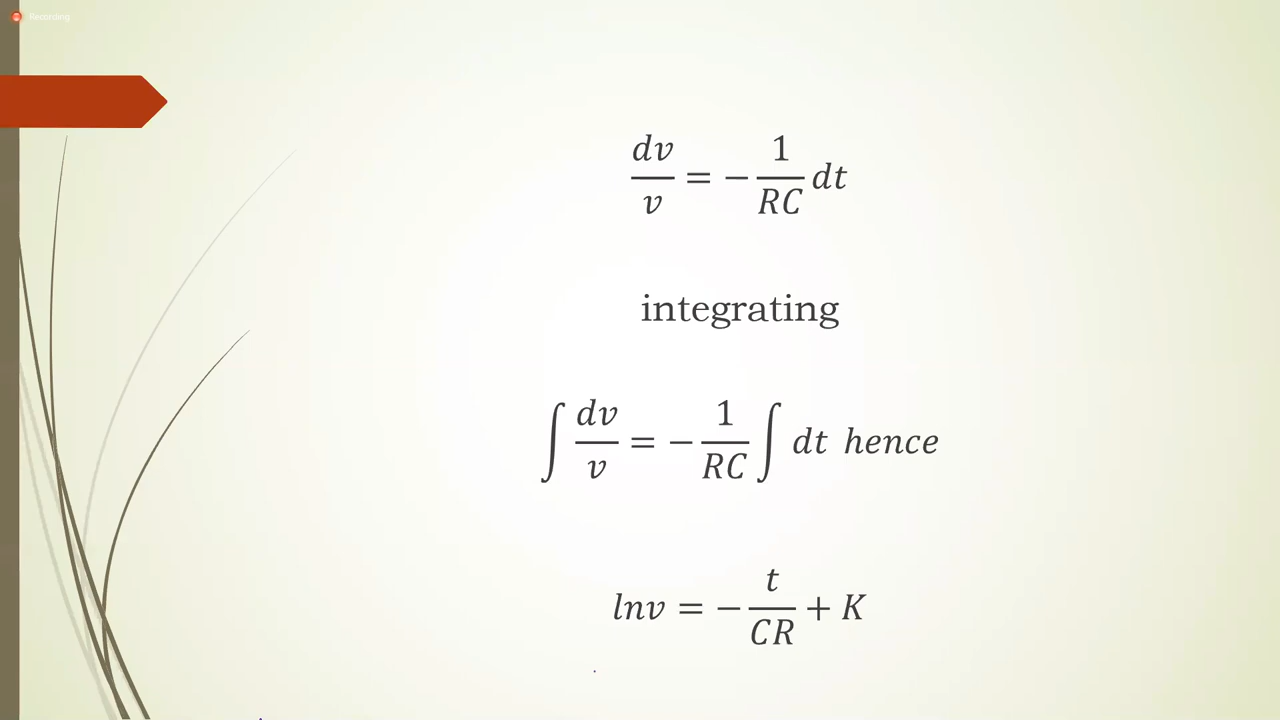 Recording
dv/v = −1/RC dt
integrating
∫ dv/v = −1/RC ∫ dt hence
lnv = −t/CR + K